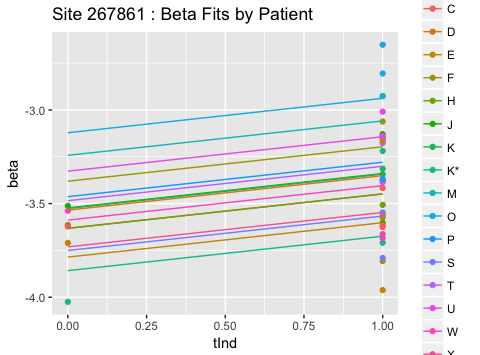 Site 267861 : Beta Fits by Patient
beta
-3.0
-3.5
-4.0
0.00 0.25 0.50 0.75 1.00
tInd
C
D
E
F
H
J
K
K*
M
O
P
S
T
U
W
Y